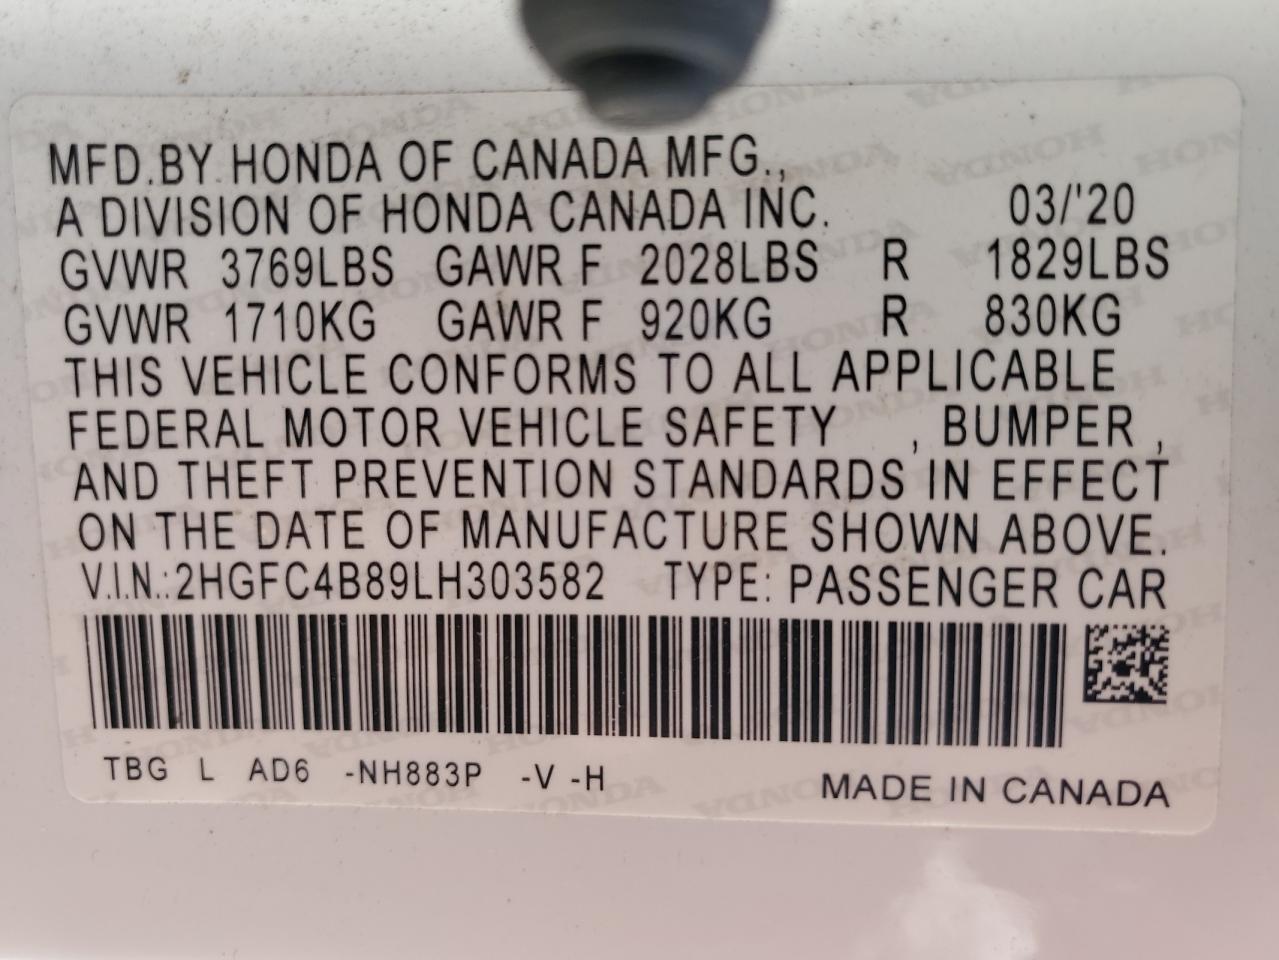 MFD.BY HONDA OF CANADA MFG.,
A DIVISION OF HONDA CANADA INC. 03/'20
GVWR 3769LBS GAWR F 2028LBS R 1829LBS
GVWR 1710KG GAWR F 920KG R 830KG
THIS VEHICLE CONFORMS TO ALL APPLICABLE
FEDERAL MOTOR VEHICLE SAFETY , BUMPER ,
AND THEFT PREVENTION STANDARDS IN EFFECT
ON THE DATE OF MANUFACTURE SHOWN ABOVE.
V.I.N.:2HGFC4B89LH303582 TYPE: PASSENGER CAR
TBG L AD6 -NH883P -V -H
MADE IN CANADA